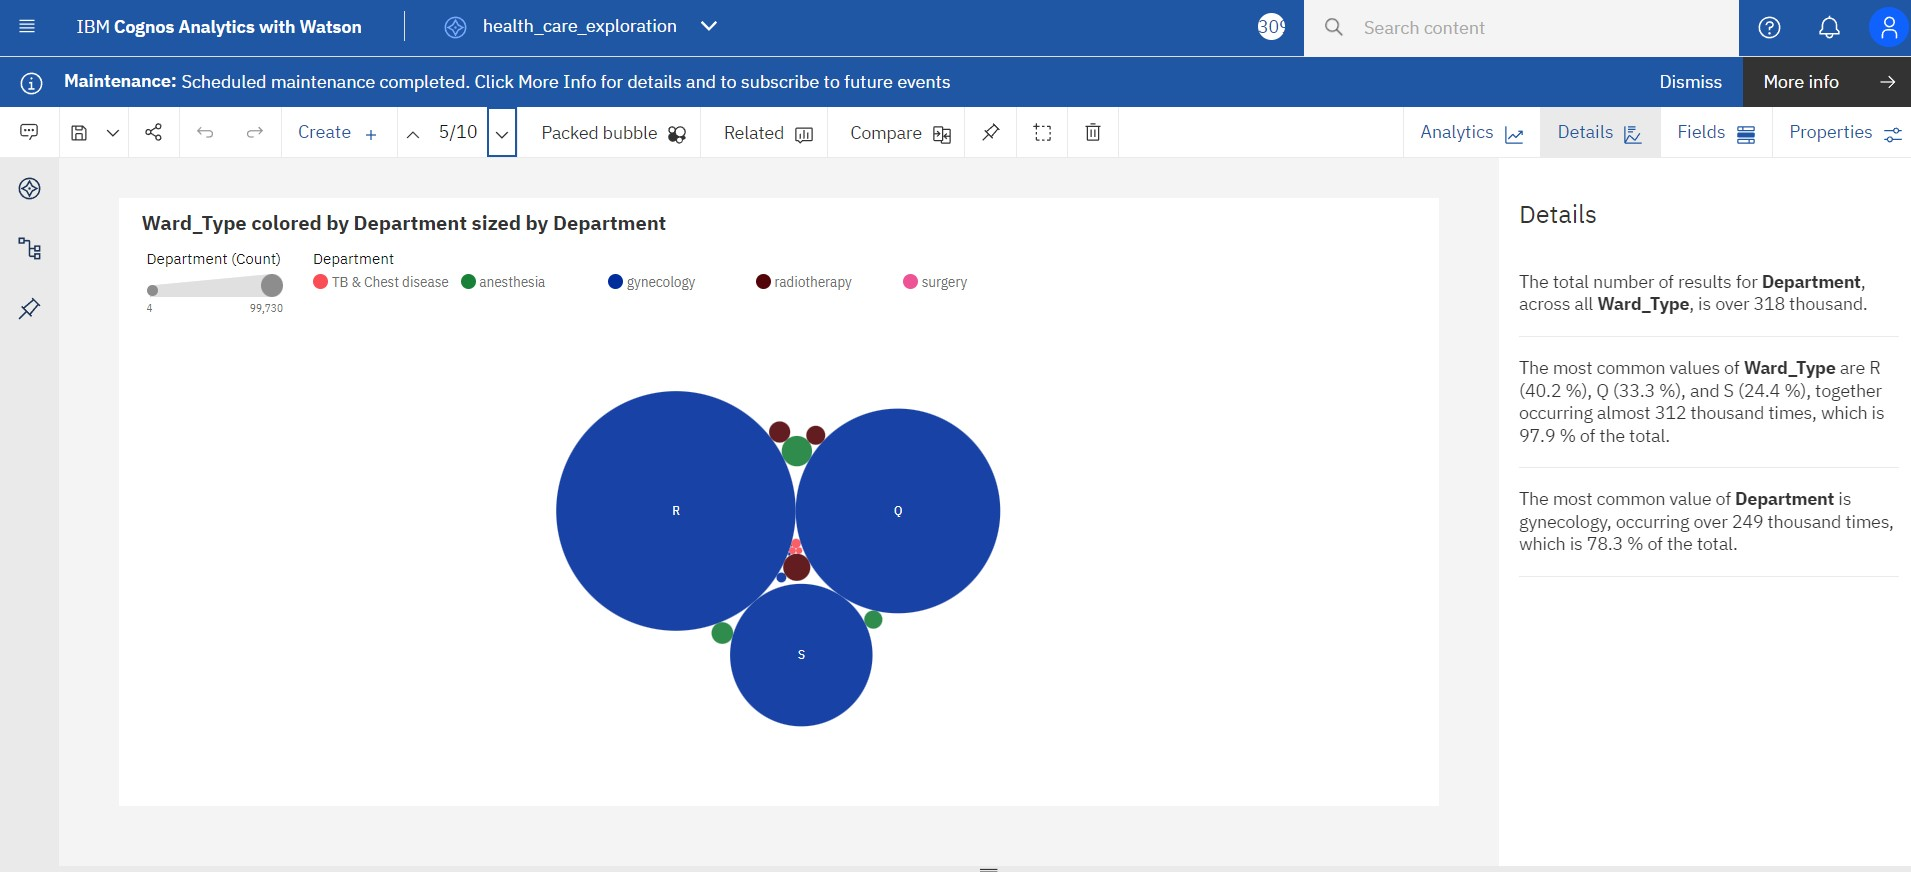 IBM Cognos Analytics with Watson
health_care_exploration
Search content
Maintenance: Scheduled maintenance completed. Click More Info for details and to subscribe to future events
Dismiss
More info
Create
5/10
Packed bubble
Related
Compare
Analytics
Details
Fields
Properties
Ward_Type colored by Department sized by Department
Department (Count)
4
99,730
Department
TB & Chest disease
anesthesia
gynecology
radiotherapy
surgery
R
Q
S
Details
The total number of results for Department,
across all Ward_Type, is over 318 thousand.
The most common values of Ward_Type are R
(40.2 %), Q (33.3 %), and S (24.4 %), together
occurring almost 312 thousand times, which is
97.9 % of the total.
The most common value of Department is
gynecology, occurring over 249 thousand times,
which is 78.3 % of the total.